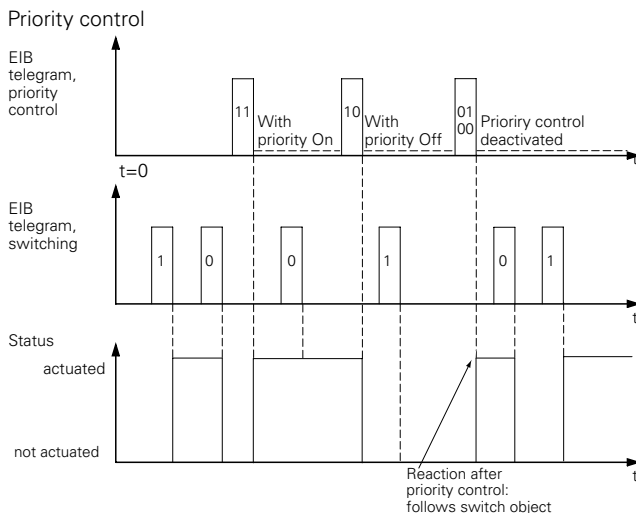 Priority control
EIB
telegram,
priority
control
11
With
priority On
10
With
priority Off
01
00
Prioriry control
deactivated
t
t=0
EIB
telegram,
switching
1
0
0
1
0
1
t
Status
actuated
not actuated
t
Reaction after
priority control:
follows switch object